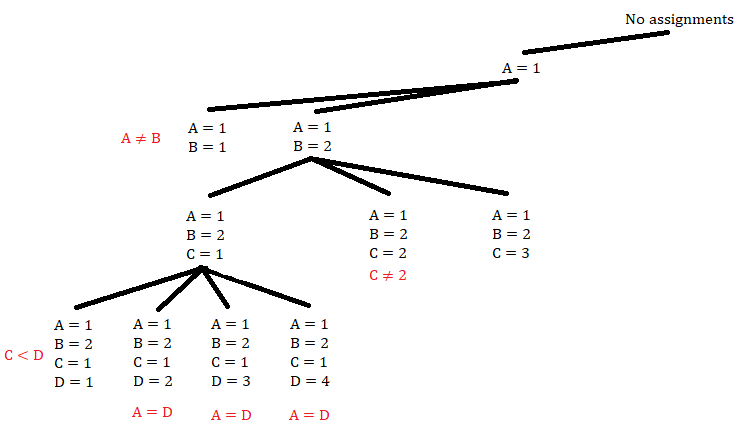 No assignments
A = 1
A ≠ B
A = 1
B = 1
A = 1
B = 2
A = 1
B = 2
C = 1
A = 1
B = 2
C = 2
C ≠ 2
A = 1
B = 2
C = 3
C < D
A = 1
B = 2
C = 1
D = 1
A = 1
B = 2
C = 1
D = 2
A = D
A = 1
B = 2
C = 1
D = 3
A = D
A = 1
B = 2
C = 1
D = 4
A = D